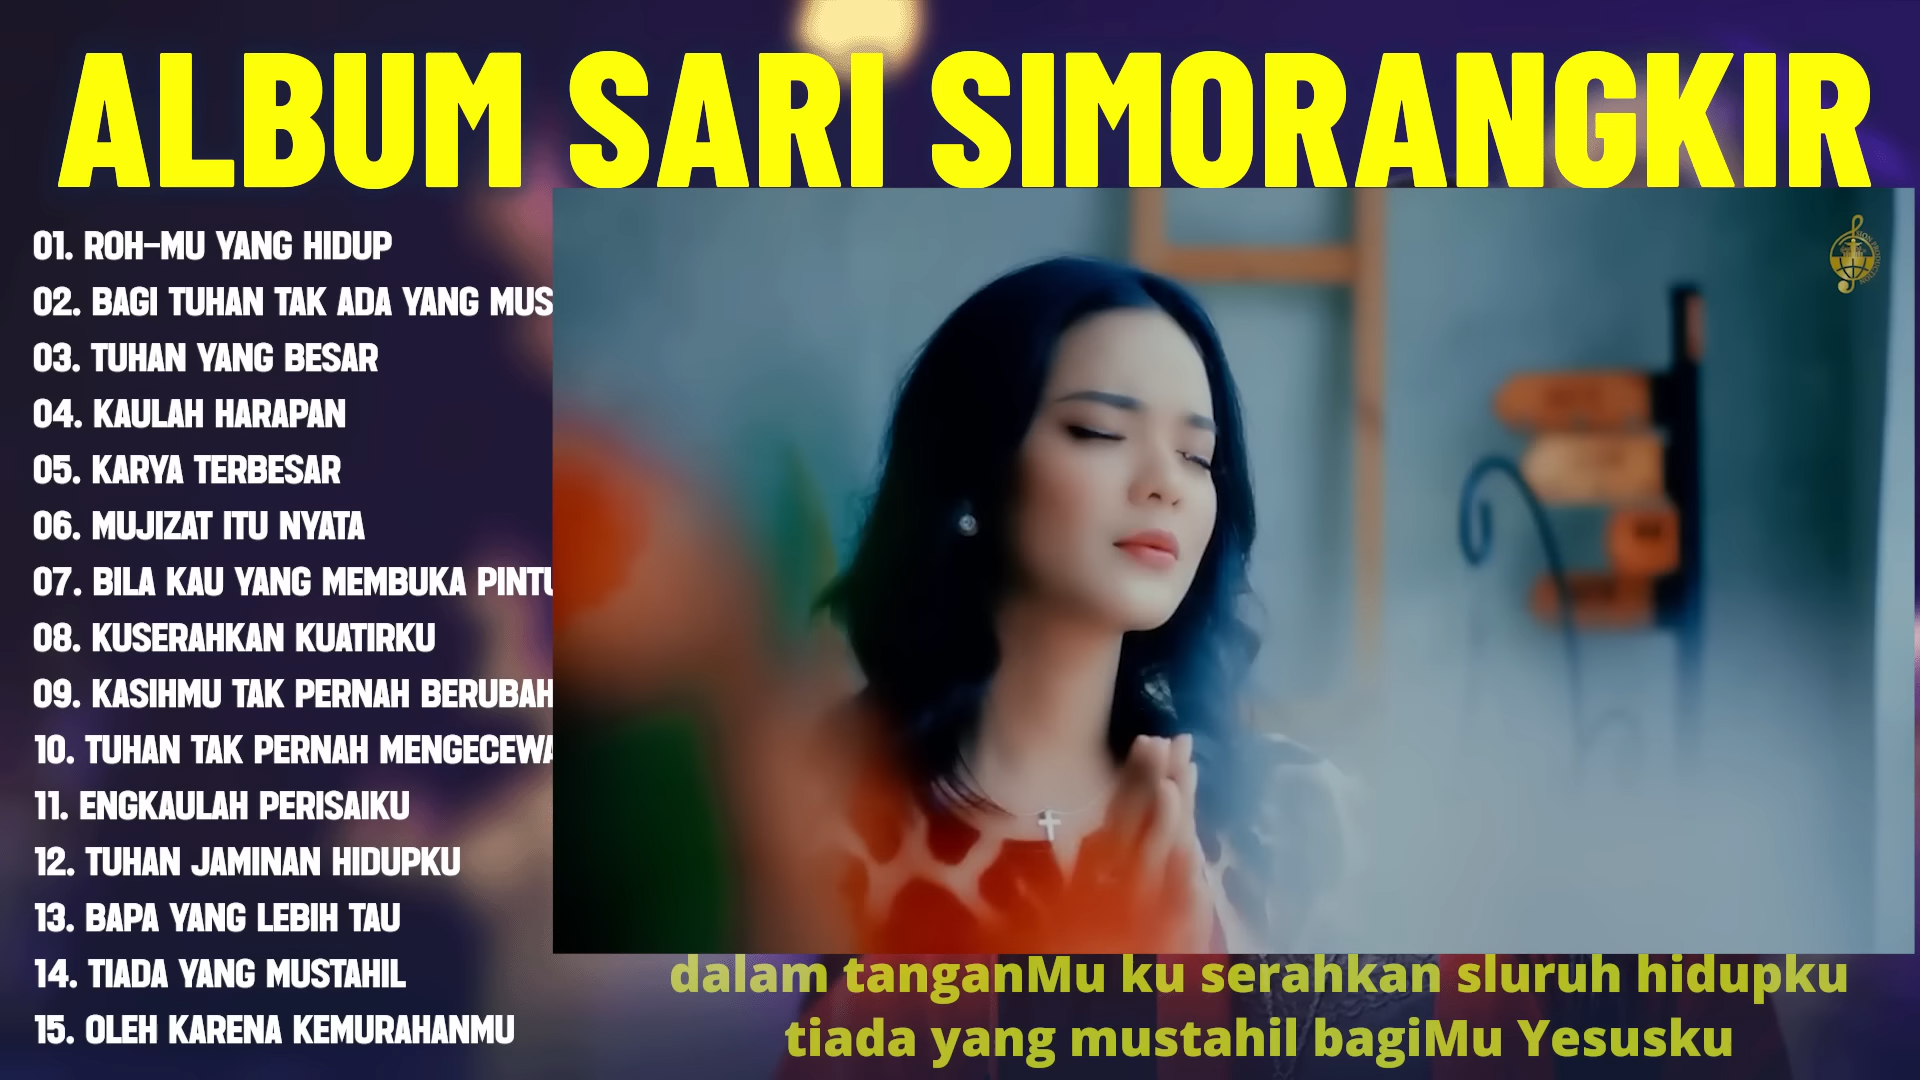 ALBUM SARI SIMORANGKIR
01. ROH-MU YANG HIDUP
02. BAGI TUHAN TAK ADA YANG MUS
03. TUHAN YANG BESAR
04. KAULAH HARAPAN
05. KARYA TERBESAR
06. MUJIZAT ITU NYATA
07. BILA KAU YANG MEMBUKA PINTU
08. KUSERAHKAN KUATIRKU
09. KASIHMU TAK PERNAH BERUBAH
10. TUHAN TAK PERNAH MENGECEWA
11. ENGKAULAH PERISAIKU
12. TUHAN JAMINAN HIDUPKU
13. BAPA YANG LEBIH TAU
14. TIADA YANG MUSTAHIL
15. OLEH KARENA KEMURAHANMU
dalam tanganMu ku serahkan sluruh hidupku
tiada yang mustahil bagiMu Yesusku